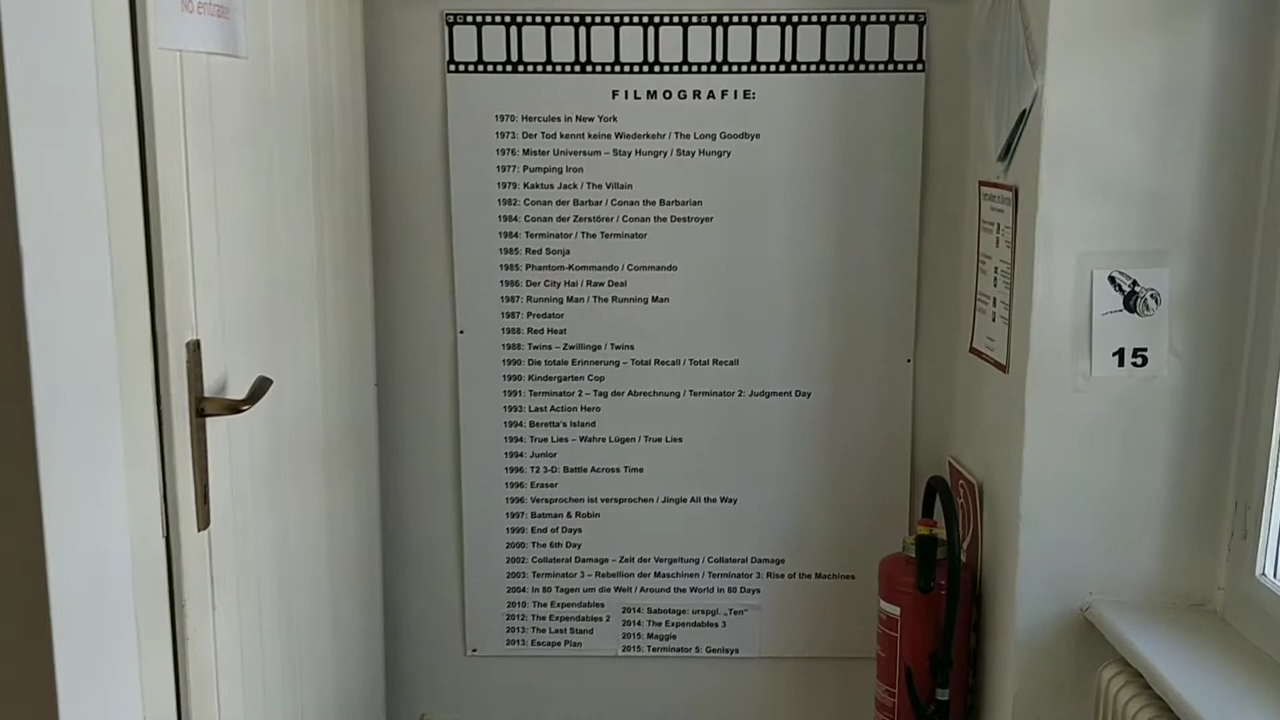 No entrance
FILMOGRAFIE:
1970: Hercules in New York
1973: Der Tod kennt keine Wiederkehr / The Long Goodbye
1976: Mister Universum – Stay Hungry / Stay Hungry
1977: Pumping Iron
1979: Kaktus Jack / The Villain
1982: Conan der Barbar / Conan the Barbarian
1984: Conan der Zerstörer / Conan the Destroyer
1984: Terminator / The Terminator
1985: Red Sonja
1985: Phantom-Kommando / Commando
1986: Der City Hai / Raw Deal
1987: Running Man / The Running Man
1987: Predator
1988: Red Heat
1988: Twins – Zwillinge / Twins
1990: Die totale Erinnerung – Total Recall / Total Recall
1990: Kindergarten Cop
1991: Terminator 2 – Tag der Abrechnung / Terminator 2: Judgment Day
1993: Last Action Hero
1994: Beretta's Island
1994: True Lies – Wahre Lügen / True Lies
1994: Junior
1996: T2 3-D: Battle Across Time
1996: Eraser
1996: Versprochen ist versprochen / Jingle All the Way
1997: Batman & Robin
1999: End of Days
2000: The 6th Day
2002: Collateral Damage – Zeit der Vergeltung / Collateral Damage
2003: Terminator 3 – Rebellion der Maschinen / Terminator 3: Rise of the Machines
2004: In 80 Tagen um die Welt / Around the World in 80 Days
2010: The Expendables
2012: The Expendables 2
2013: The Last Stand
2013: Escape Plan
2014: Sabotage: urspgl. „Ten"
2014: The Expendables 3
2015: Maggie
2015: Terminator 5: Genisys
15